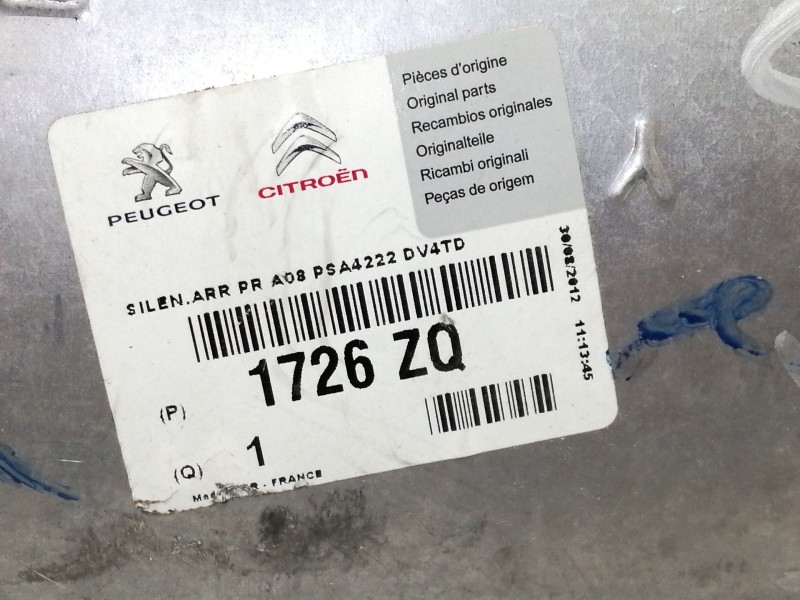 PEUGEOT
CITROËN
Pièces d'origine
Original parts
Recambios originales
Originalteile
Ricambi originali
Peças de origem
SILEN.ARR PR A08 PSA4222 DV4TD
30/08/2012 11:13:45
1726 ZQ
(P)
(Q) 1
FRANCE